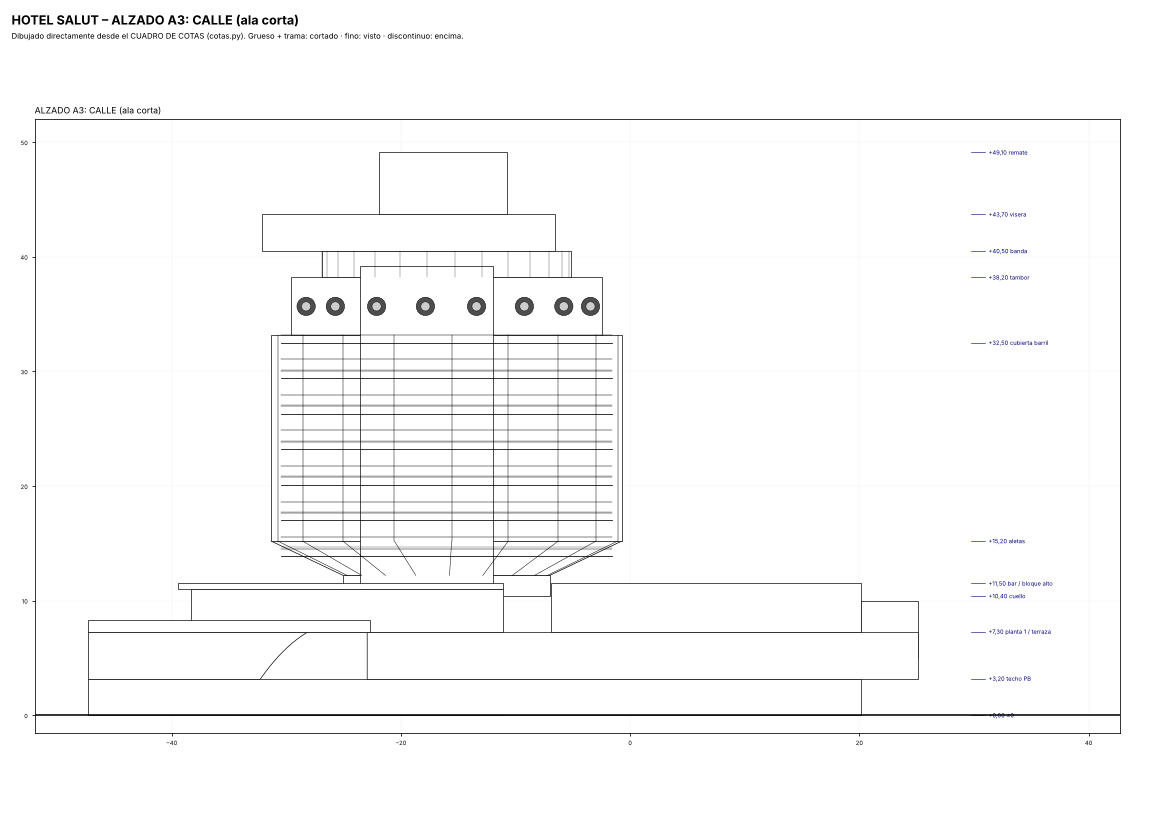 HOTEL SALUT – ALZADO A3: CALLE (ala corta)
Dibujado directamente desde el CUADRO DE COTAS (cotas.py). Grueso + trama: cortado · fino: visto · discontinuo: encima.
ALZADO A3: CALLE (ala corta)
50
+49,10 remate
+43,70 visera
40
+40,50 banda
+38,20 tambor
+32,50 cubierta barril
30
20
+15,20 aletas
+11,50 bar / bloque alto
10
+10,40 cuello
+7,30 planta 1 / terraza
+3,20 techo PB
0
+0,00 ±0
−40
−20
0
20
40